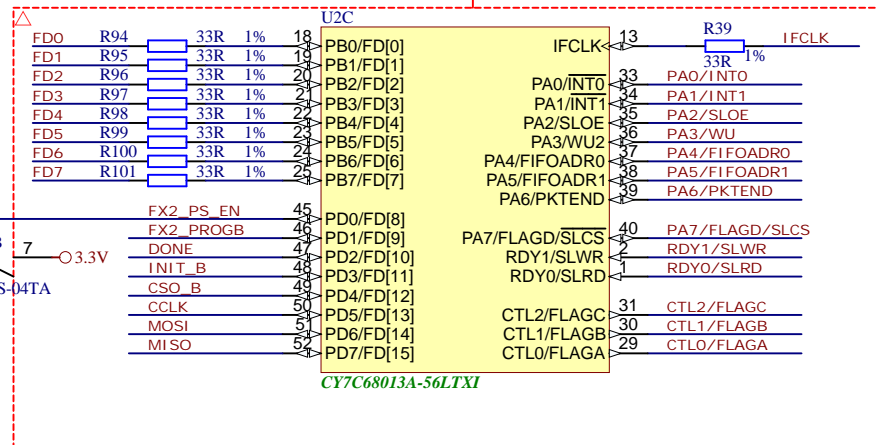 U2C
FD0 R94 33R 1% 18 PB0/FD[0]
FD1 R95 33R 1% 19 PB1/FD[1]
FD2 R96 33R 1% 20 PB2/FD[2]
FD3 R97 33R 1% 21 PB3/FD[3]
FD4 R98 33R 1% 22 PB4/FD[4]
FD5 R99 33R 1% 23 PB5/FD[5]
FD6 R100 33R 1% 24 PB6/FD[6]
FD7 R101 33R 1% 25 PB7/FD[7]
FX2_PS_EN 45 PD0/FD[8]
FX2_PROGB 46 PD1/FD[9]
DONE 47 PD2/FD[10]
INIT_B 48 PD3/FD[11]
CSO_B 49 PD4/FD[12]
CCLK 50 PD5/FD[13]
MOSI 51 PD6/FD[14]
MISO 52 PD7/FD[15]
7 3.3V
S-04TA
IFCLK 13 R39 33R 1% IFCLK
PA0/INT0 33 PA0/INT0
PA1/INT1 34 PA1/INT1
PA2/SLOE 35 PA2/SLOE
PA3/WU2 36 PA3/WU
PA4/FIFOADR0 37 PA4/FIFOADR0
PA5/FIFOADR1 38 PA5/FIFOADR1
PA6/PKTEND 39 PA6/PKTEND
PA7/FLAGD/SLCS 40 PA7/FLAGD/SLCS
RDY1/SLWR 2 RDY1/SLWR
RDY0/SLRD 1 RDY0/SLRD
CTL2/FLAGC 31 CTL2/FLAGC
CTL1/FLAGB 30 CTL1/FLAGB
CTL0/FLAGA 29 CTL0/FLAGA
CY7C68013A-56LTXI